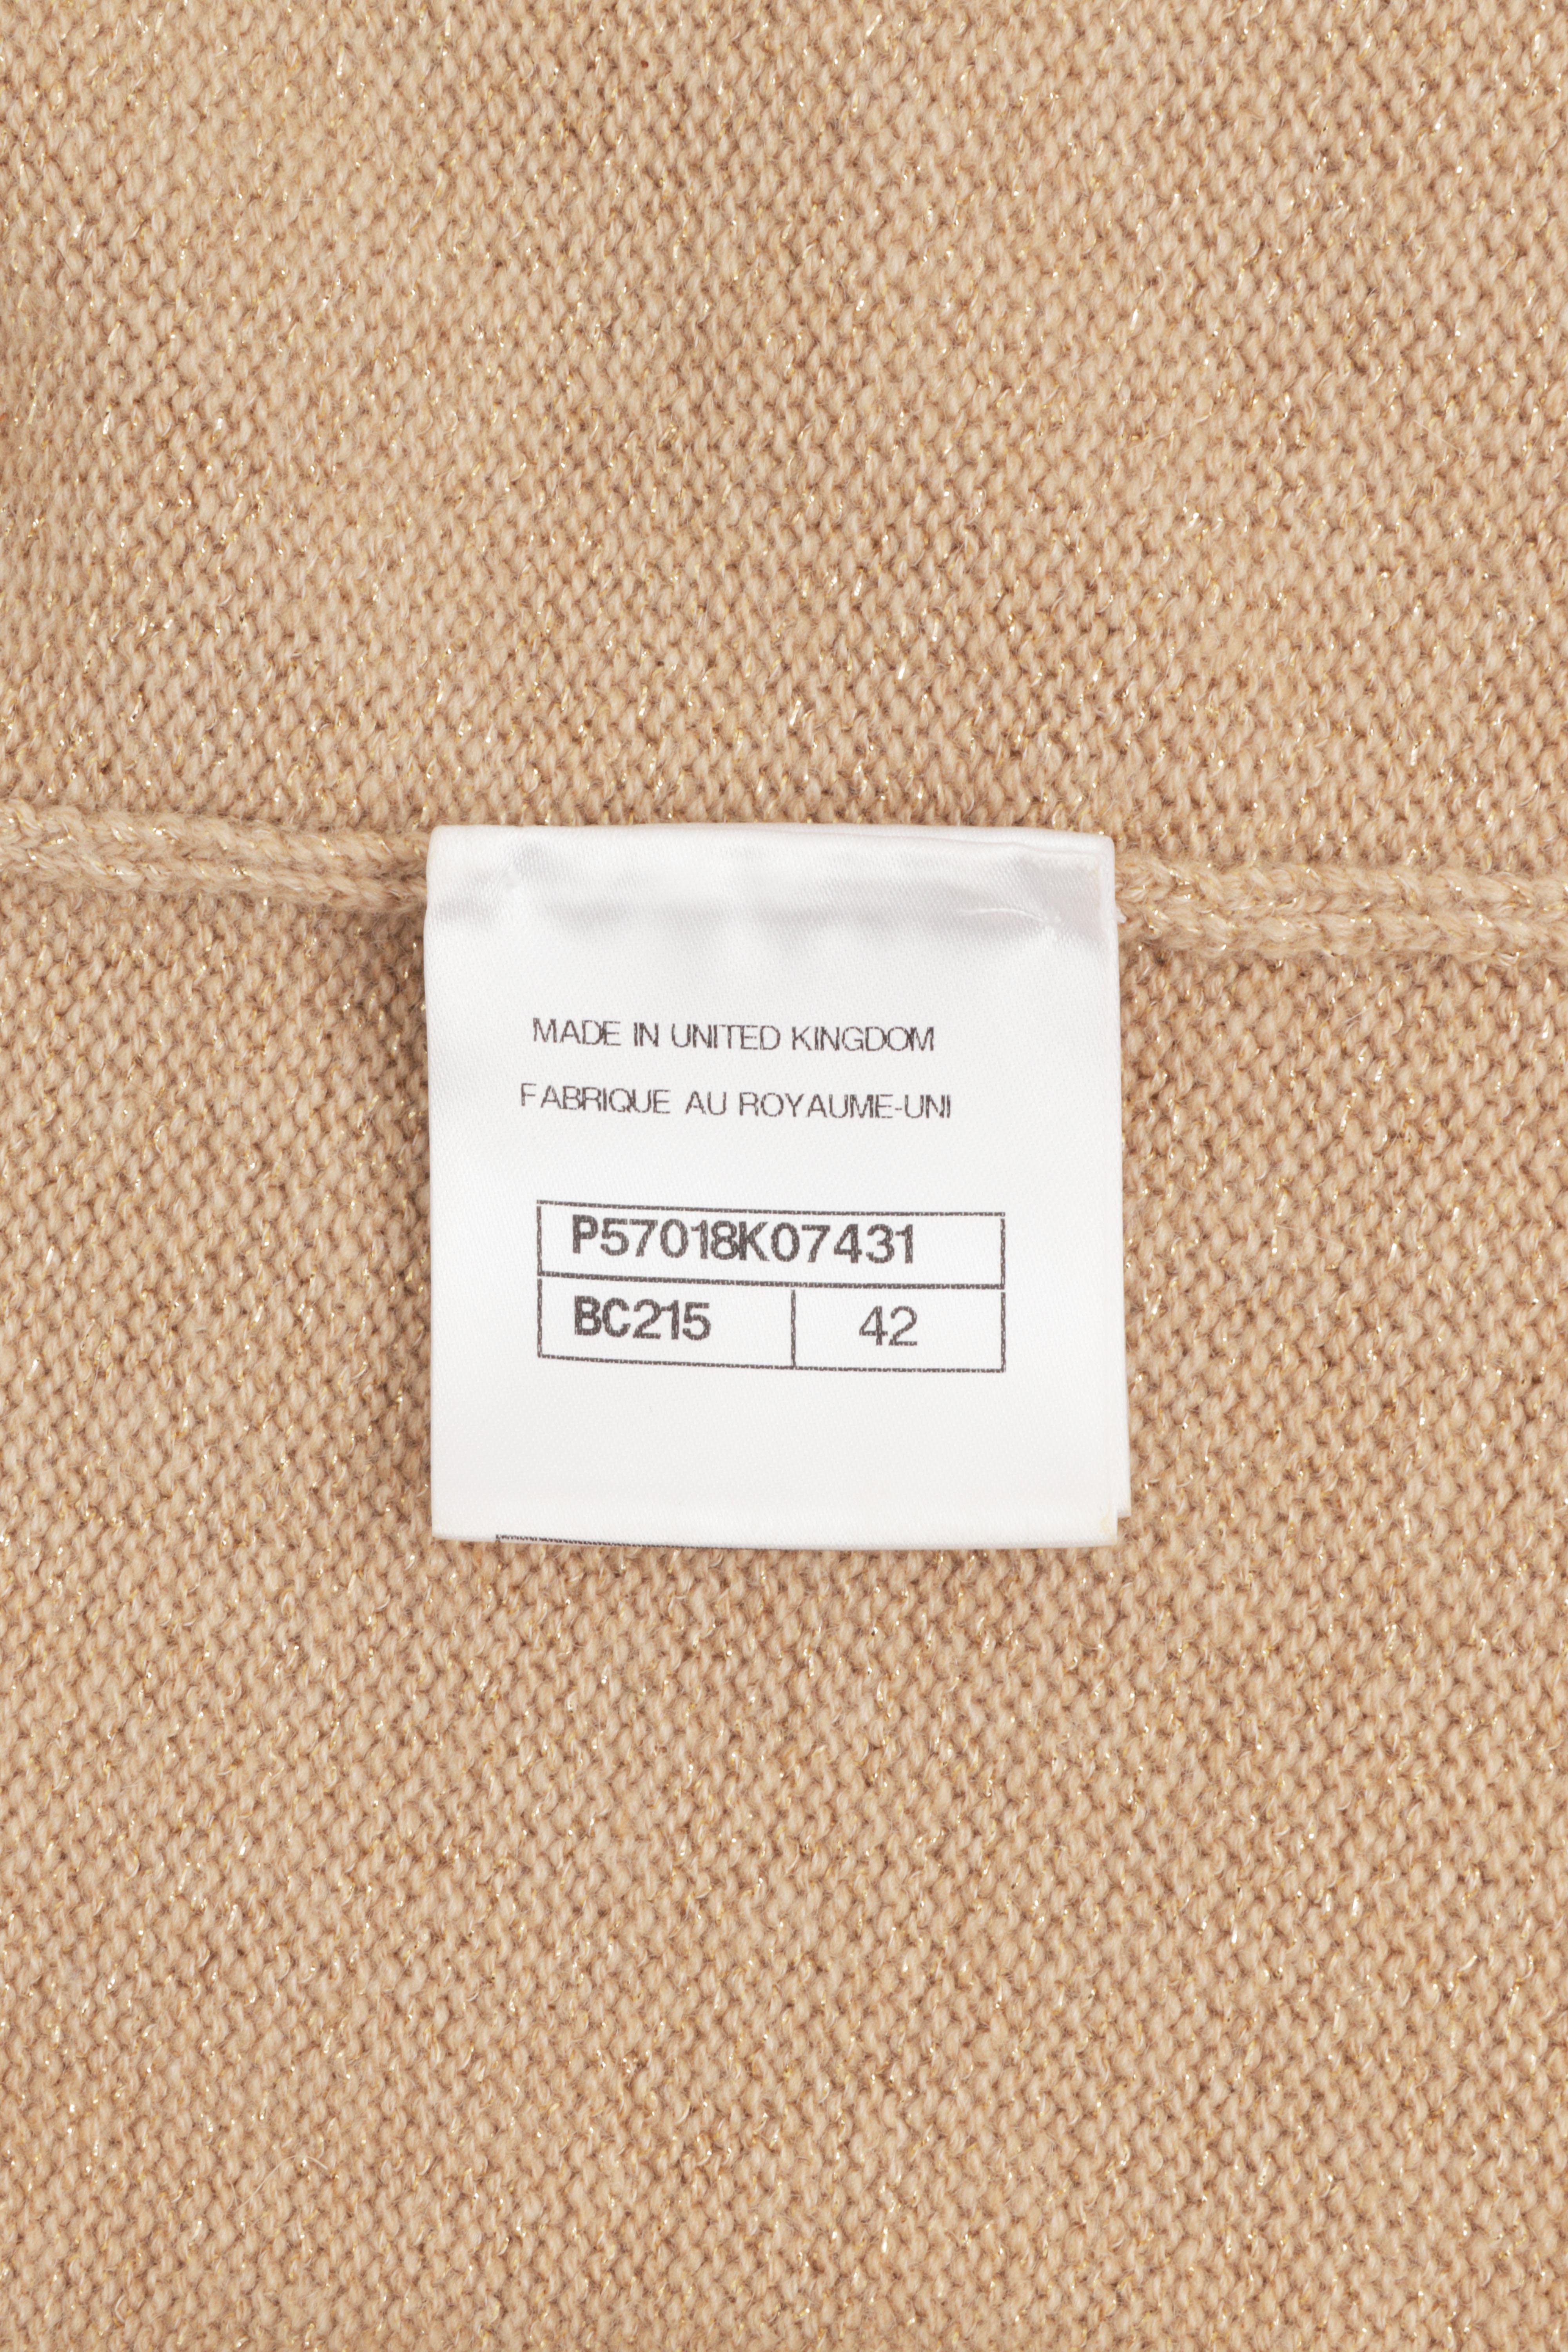 MADE IN UNITED KINGDOM
FABRIQUE AU ROYAUME-UNI
P57018K07431
BC215 42